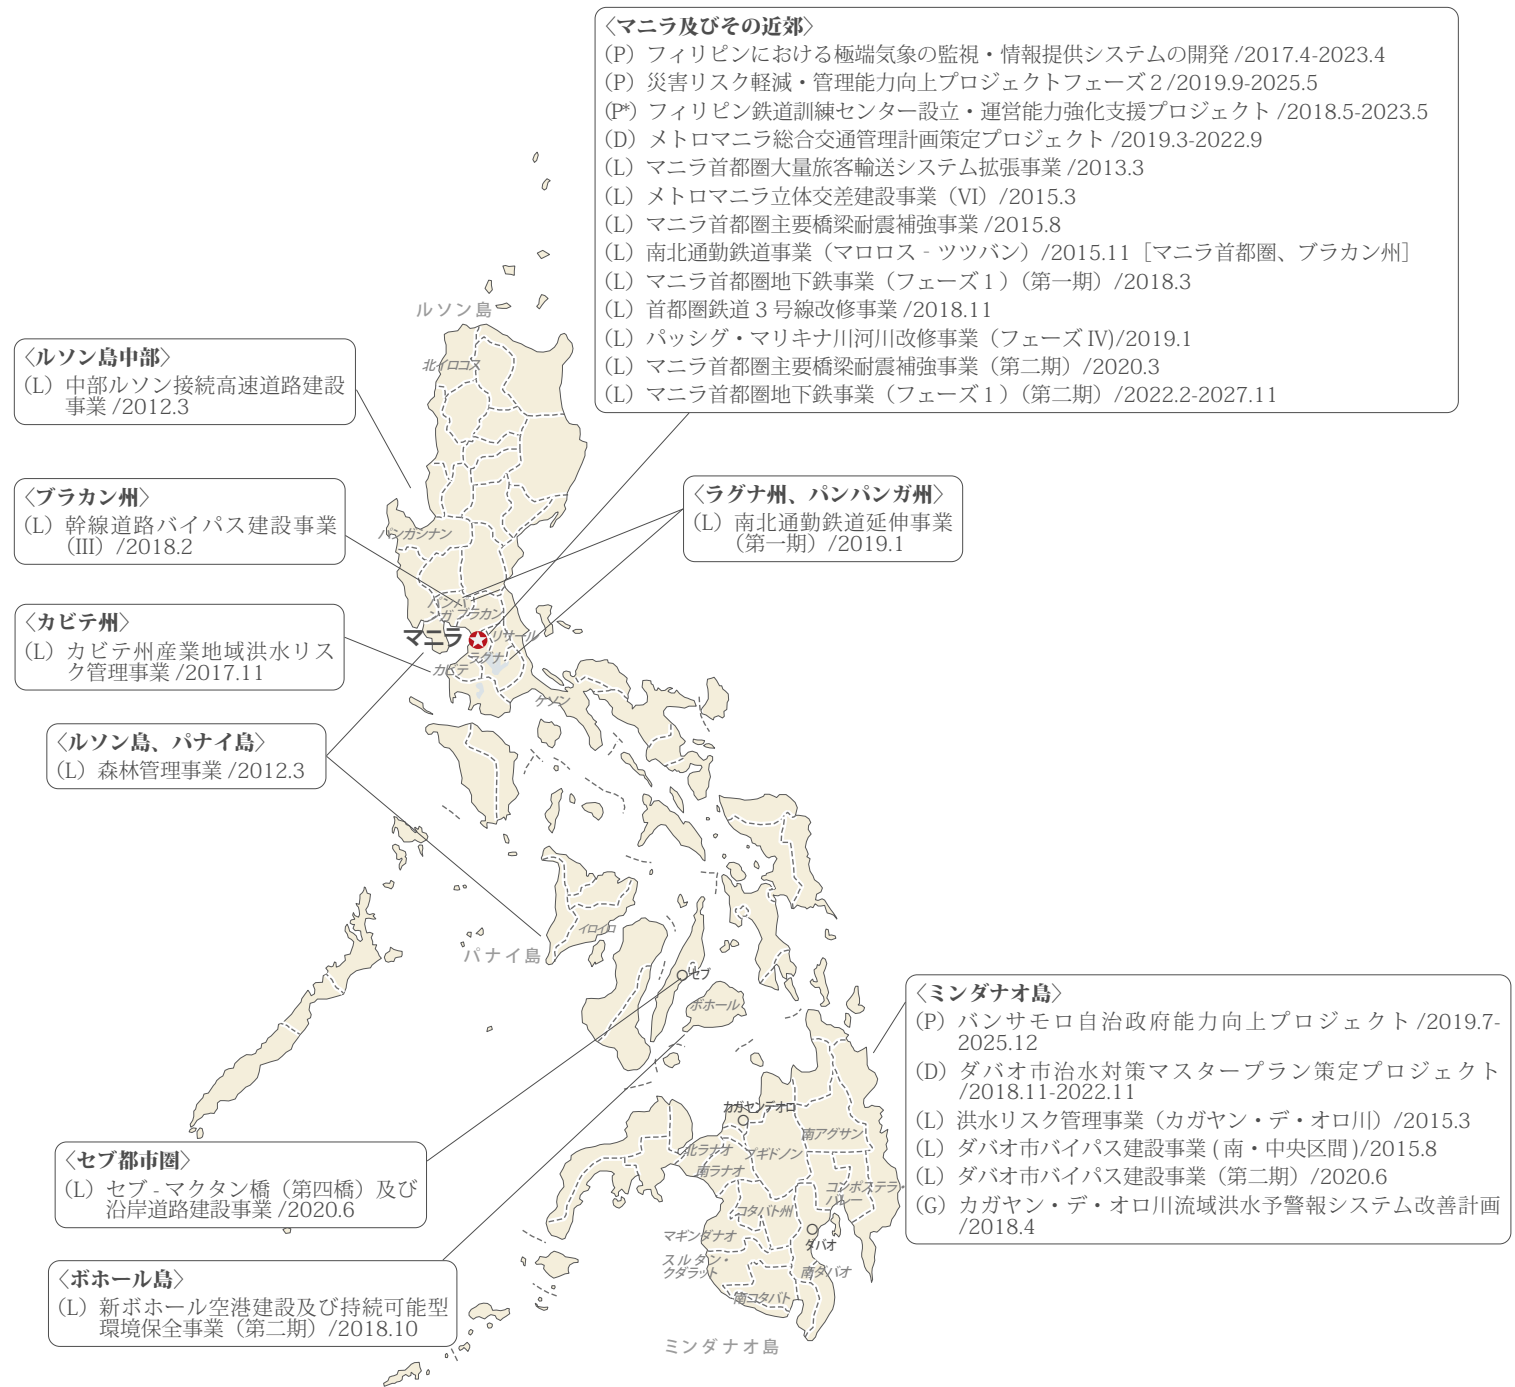 〈マニラ及びその近郊〉
（P）フィリピンにおける極端気象の監視・情報提供システムの開発 /2017.4-2023.4
（P）災害リスク軽減・管理能力向上プロジェクトフェーズ２/2019.9-2025.5
（P*）フィリピン鉄道訓練センター設立・運営能力強化支援プロジェクト /2018.5-2023.5
（D）メトロマニラ総合交通管理計画策定プロジェクト /2019.3-2022.9
（L）マニラ首都圏大量旅客輸送システム拡張事業 /2013.3
（L）メトロマニラ立体交差建設事業（VI）/2015.3
（L）マニラ首都圏主要橋梁耐震補強事業 /2015.8
（L）南北通勤鉄道事業（マロロス - ツツバン）/2015.11［マニラ首都圏、ブラカン州］
（L）マニラ首都圏地下鉄事業（フェーズ１）（第一期）/2018.3
（L）首都圏鉄道３号線改修事業 /2018.11
（L）パッシグ・マリキナ川河川改修事業（フェーズ IV)/2019.1
（L）マニラ首都圏主要橋梁耐震補強事業（第二期）/2020.3
（L）マニラ首都圏地下鉄事業（フェーズ１）（第二期）/2022.2-2027.11
ルソン島
〈ルソン島中部〉
（L）中部ルソン接続高速道路建設
事業 /2012.3
北イロコス
〈ブラカン州〉
（L）幹線道路バイパス建設事業
（III）/2018.2
パンガシナン
〈ラグナ州、パンパンガ州〉
（L）南北通勤鉄道延伸事業
（第一期）/2019.1
〈カビテ州〉
（L）カビテ州産業地域洪水リス
ク管理事業 /2017.11
パンパ
ンガ
ブラカン
マニラ
リサール
ラグナ
カビテ
ケソン
〈ルソン島、パナイ島〉
（L）森林管理事業 /2012.3
イロイロ
パナイ島
セブ
ボホール
〈ミンダナオ島〉
（P）バンサモロ自治政府能力向上プロジェクト /2019.7-
2025.12
（D）ダバオ市治水対策マスタープラン策定プロジェクト
/2018.11-2022.11
（L）洪水リスク管理事業（カガヤン・デ・オロ川）/2015.3
（L）ダバオ市バイパス建設事業 ( 南・中央区間 )/2015.8
（L）ダバオ市バイパス建設事業（第二期）/2020.6
（G）カガヤン・デ・オロ川流域洪水予警報システム改善計画
/2018.4
カガセンデオロ
南アグサン
北ラナオ
ブギドノン
南ラナオ
コンポステラ・
バレー
コタバト州
マギンダナオ
ダバオ
スルタン・
クダラット
南ダバオ
南コタバト
ミンダナオ島
〈セブ都市圏〉
（L）セブ - マクタン橋（第四橋）及び
沿岸道路建設事業 /2020.6
〈ボホール島〉
（L）新ボホール空港建設及び持続可能型
環境保全事業（第二期）/2018.10